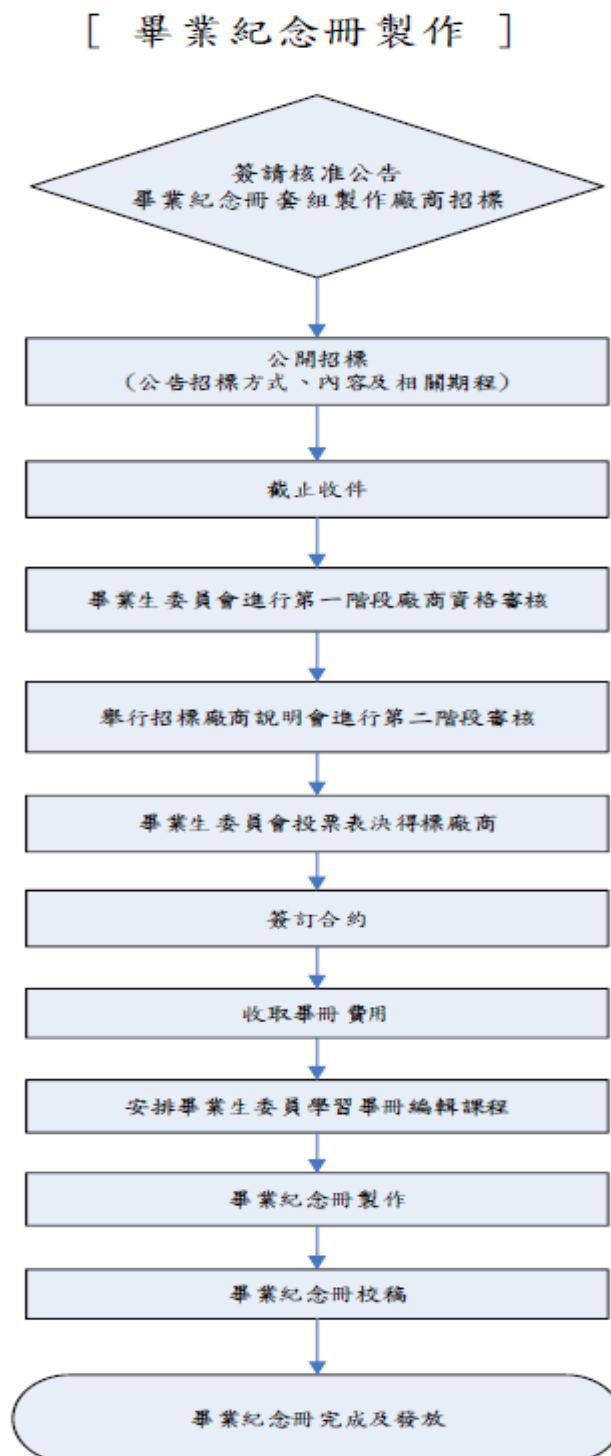 [ 畢業紀念冊製作 ]
簽請核准公告
畢業紀念冊套組製作廠商招標
公開招標
（公告招標方式、內容及相關期程）
截止收件
畢業生委員會進行第一階段廠商資格審核
舉行招標廠商說明會進行第二階段審核
畢業生委員會投票表決得標廠商
簽訂合約
收取畢冊費用
安排畢業生委員學習畢冊編輯課程
畢業紀念冊製作
畢業紀念冊校稿
畢業紀念冊完成及發放